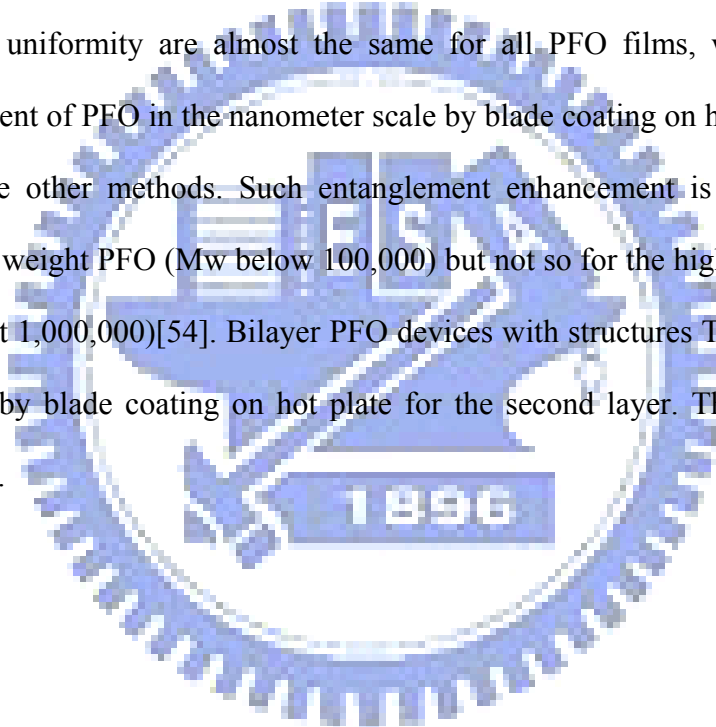 uniformity are almost the same for all PFO films, v
ent of PFO in the nanometer scale by blade coating on h
e other methods. Such entanglement enhancement is
weight PFO (Mw below 100,000) but not so for the high
t 1,000,000)[54]. Bilayer PFO devices with structures T
by blade coating on hot plate for the second layer. Th
ES
1896